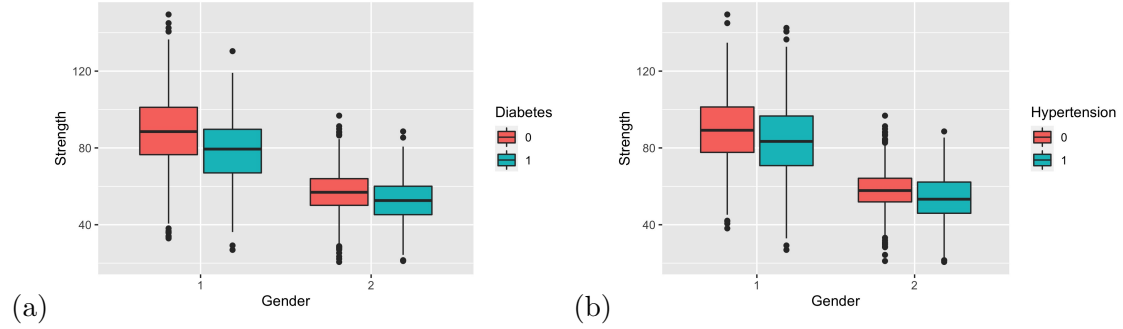 120
80
40
Strength
1
2
Gender
Diabetes
0
1
(a)
120
80
40
Strength
1
2
Gender
Hypertension
0
1
(b)